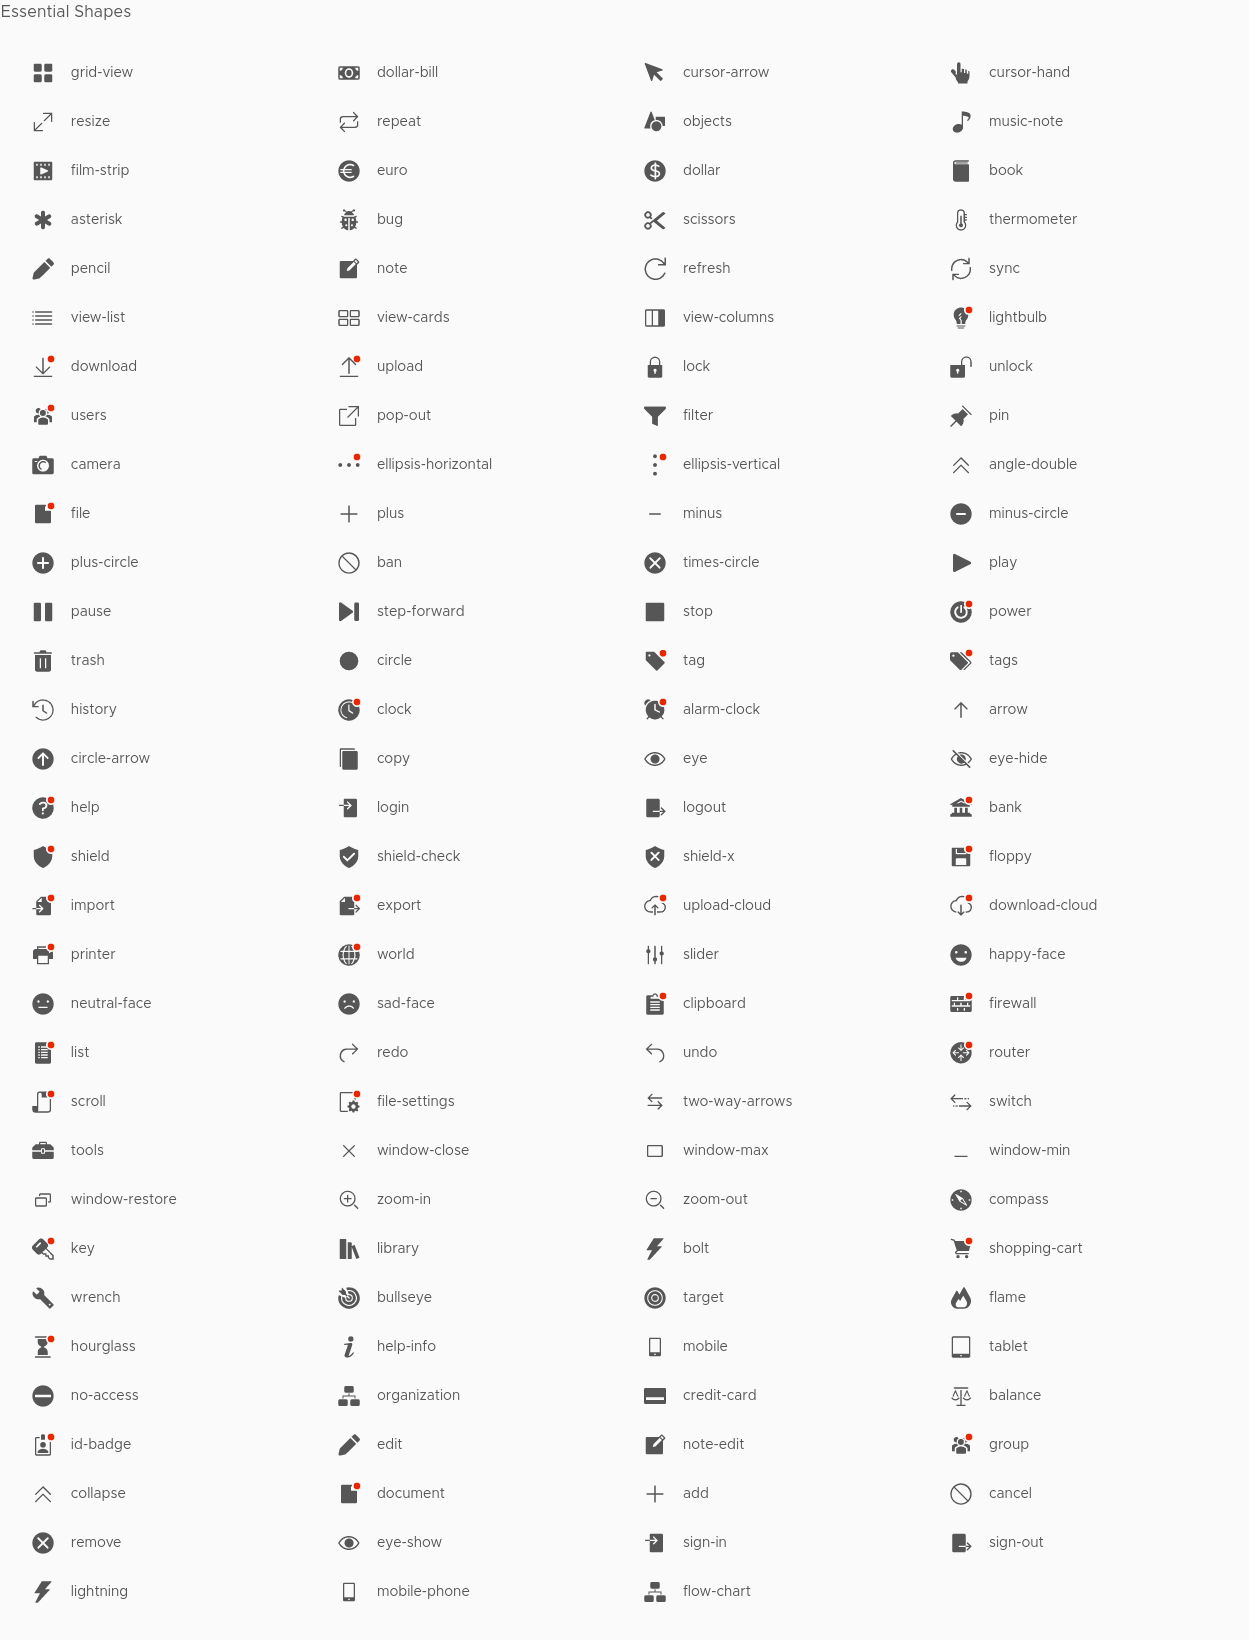 Essential Shapes
grid-view dollar-bill cursor-arrow cursor-hand
resize repeat objects music-note
film-strip euro dollar book
asterisk bug scissors thermometer
pencil note refresh sync
view-list view-cards view-columns lightbulb
download upload lock unlock
users pop-out filter pin
camera ellipsis-horizontal ellipsis-vertical angle-double
file plus minus minus-circle
plus-circle ban times-circle play
pause step-forward stop power
trash circle tag tags
history clock alarm-clock arrow
circle-arrow copy eye eye-hide
help login logout bank
shield shield-check shield-x floppy
import export upload-cloud download-cloud
printer world slider happy-face
neutral-face sad-face clipboard firewall
list redo undo router
scroll file-settings two-way-arrows switch
tools window-close window-max window-min
window-restore zoom-in zoom-out compass
key library bolt shopping-cart
wrench bullseye target flame
hourglass help-info mobile tablet
no-access organization credit-card balance
id-badge edit note-edit group
collapse document add cancel
remove eye-show sign-in sign-out
lightning mobile-phone flow-chart